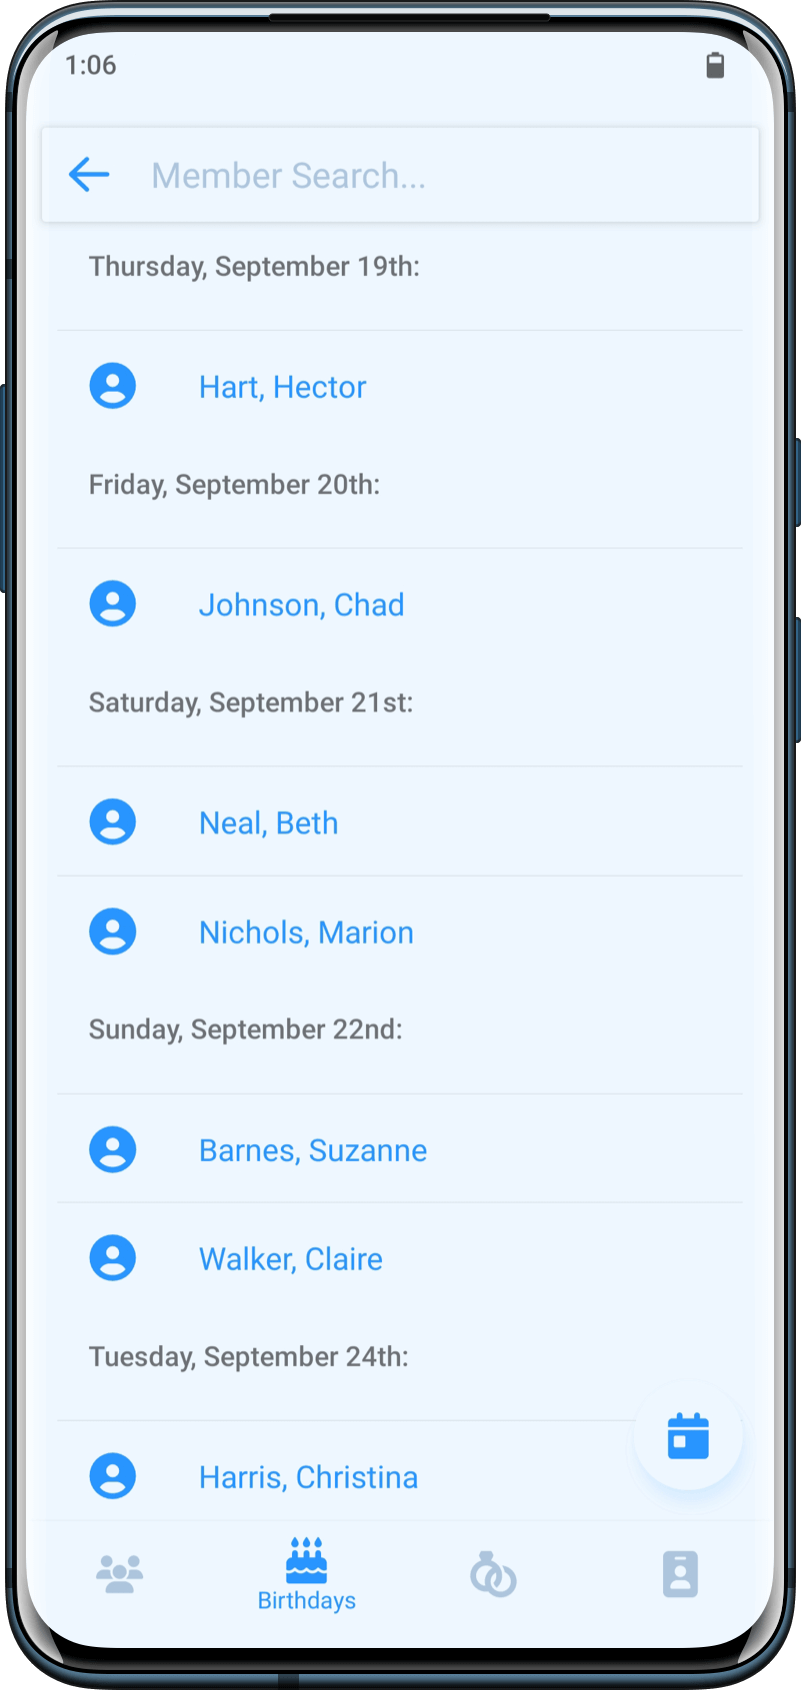 1:06
Member Search...
Thursday, September 19th:
Hart, Hector
Friday, September 20th:
Johnson, Chad
Saturday, September 21st:
Neal, Beth
Nichols, Marion
Sunday, September 22nd:
Barnes, Suzanne
Walker, Claire
Tuesday, September 24th:
Harris, Christina
Birthdays